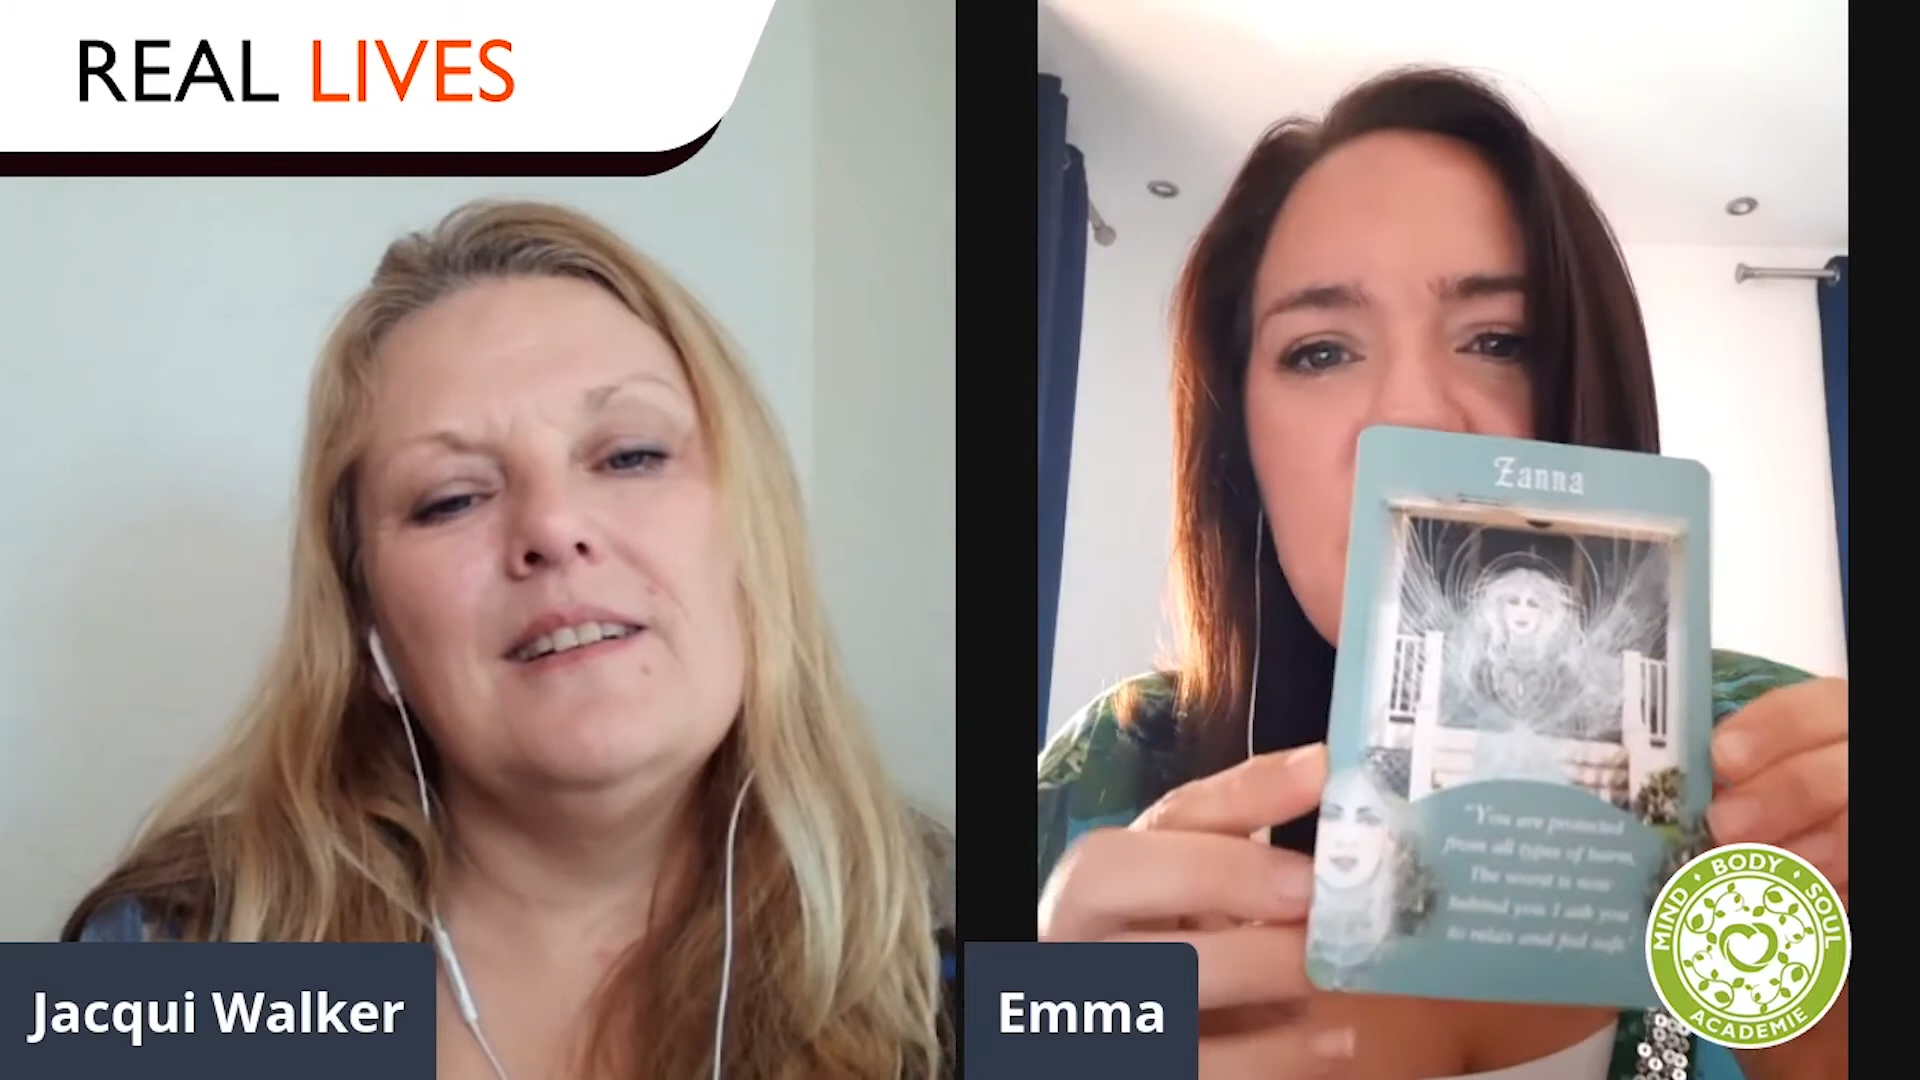 REAL LIVES
Zanna
"You are protected
from all types of harm.
The worst is now
behind you. I ask you
to relax and feel safe."
Jacqui Walker
Emma
MIND • BODY • SOUL
ACADEMIE